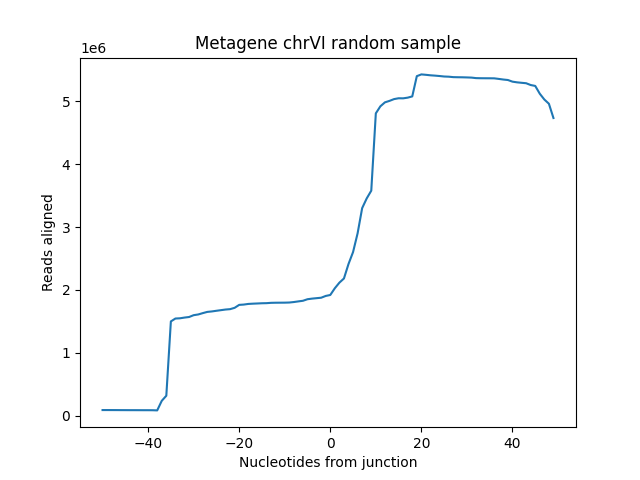 Metagene chrVI random sample
1e6
5
4
3
2
1
0
Reads aligned
−40
−20
0
20
40
Nucleotides from junction